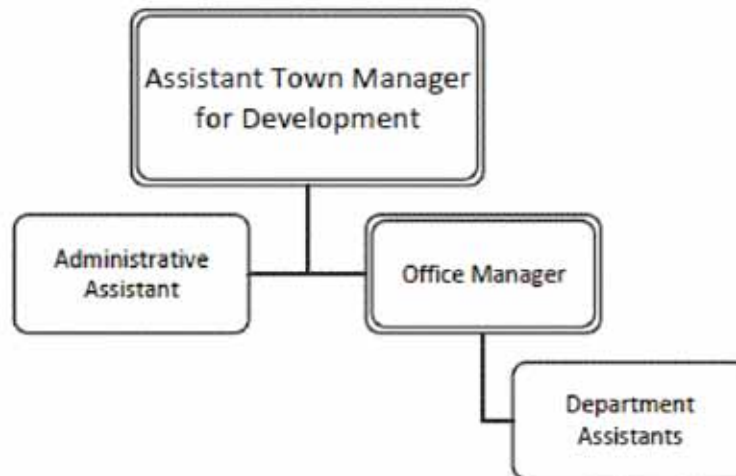 Assistant Town Manager
for Development
Administrative
Assistant
Office Manager
Department
Assistants